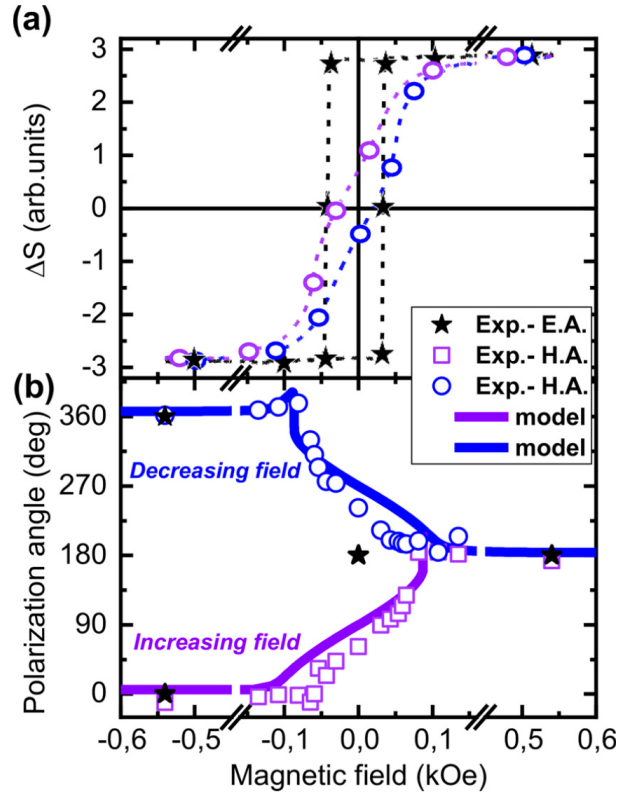 (a)
3
2
1
0
-1
-2
-3
ΔS (arb.units)
Exp.- E.A.
Exp.- H.A.
Exp.- H.A.
model
model
(b)
360
270
180
90
0
Polarization angle (deg)
Decreasing field
Increasing field
-0,6
-0,5
-0,1
0,0
0,1
0,5
0,6
Magnetic field (kOe)